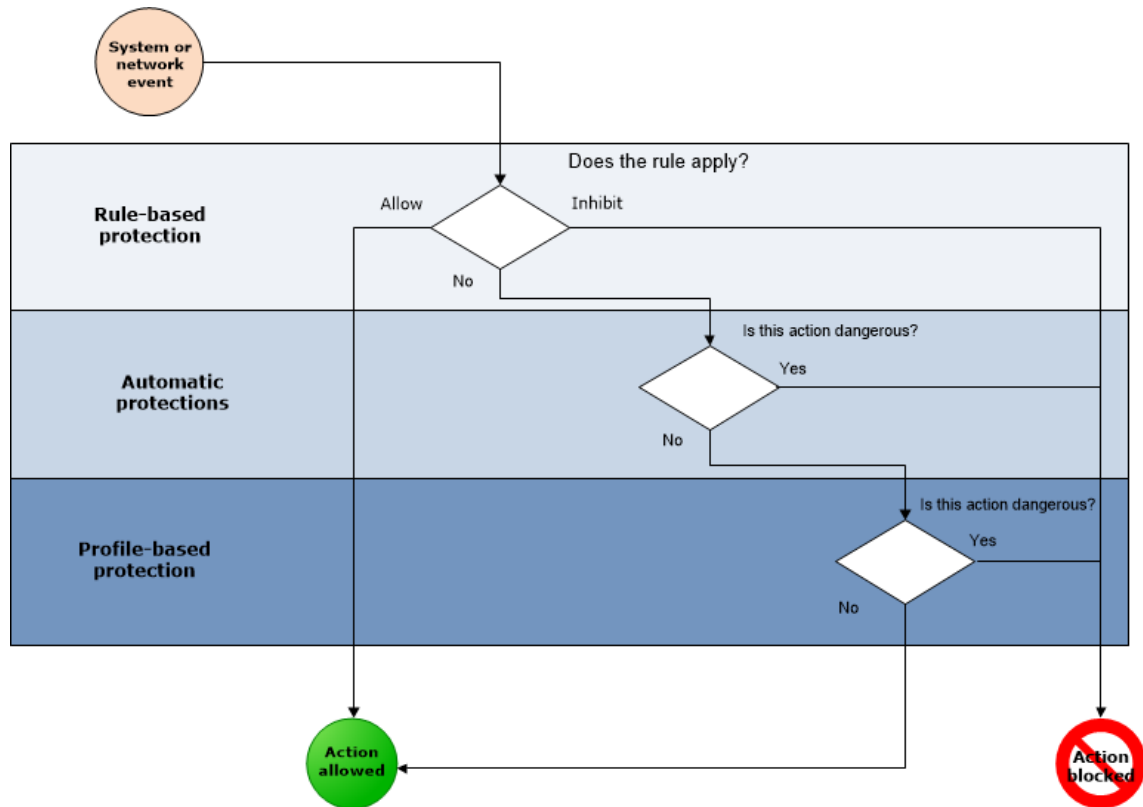 System or
network
event
Does the rule apply?
Allow
Inhibit
Rule-based
protection
No
Is this action dangerous?
Yes
Automatic
protections
No
Is this action dangerous?
Yes
Profile-based
protection
No
Action
allowed
Action
blocked